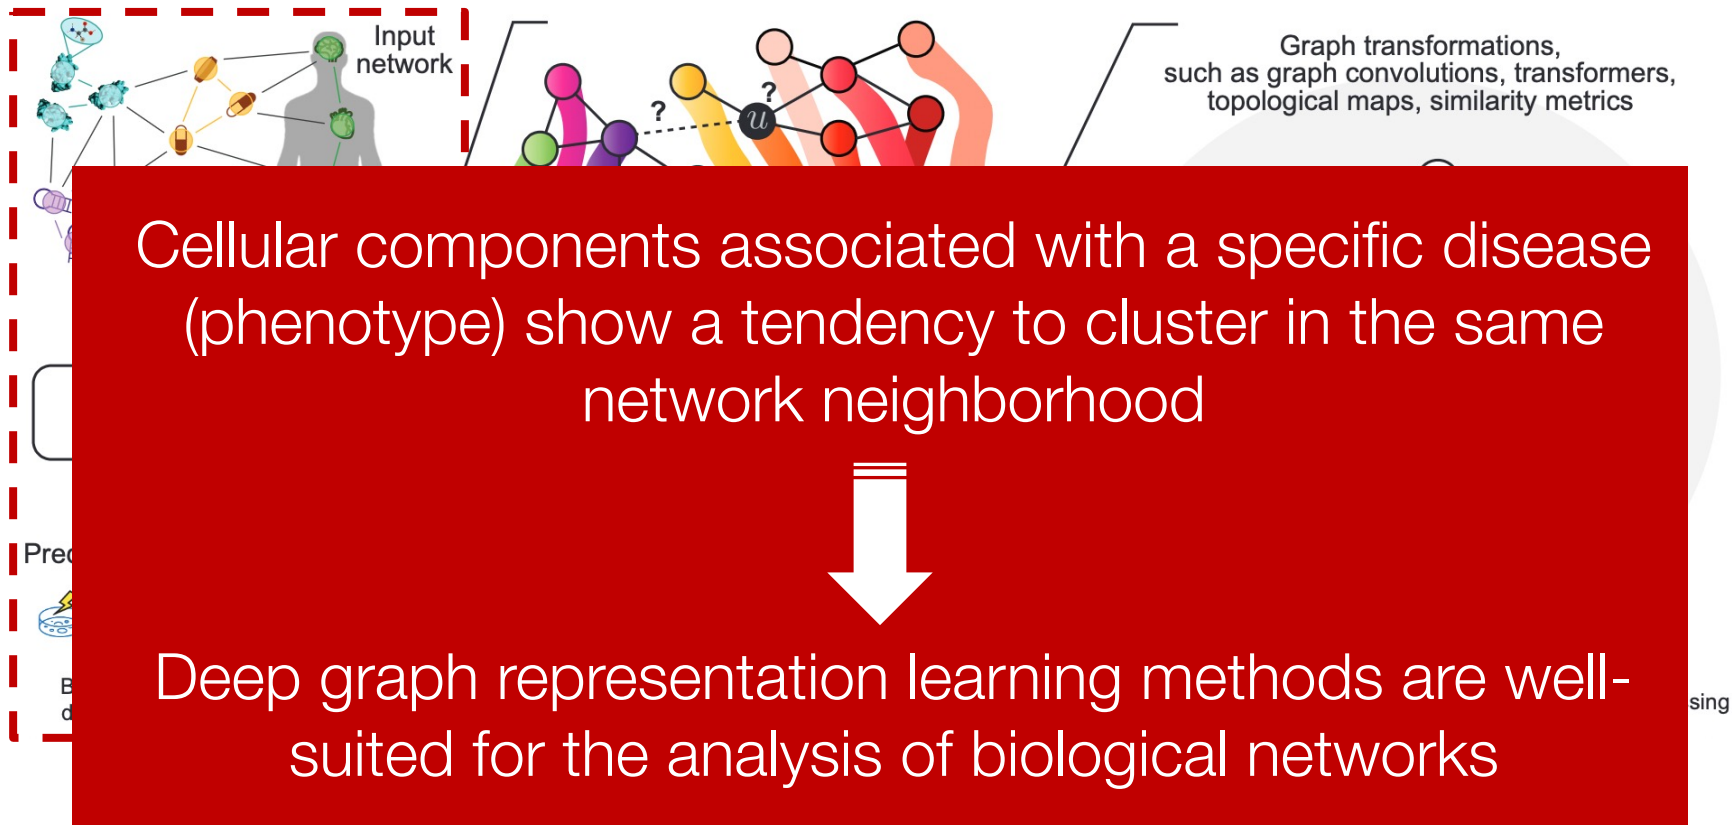 Input
network
?
?
u
Graph transformations,
such as graph convolutions, transformers,
topological maps, similarity metrics
Cellular components associated with a specific disease
(phenotype) show a tendency to cluster in the same
network neighborhood
Deep graph representation learning methods are well-
suited for the analysis of biological networks